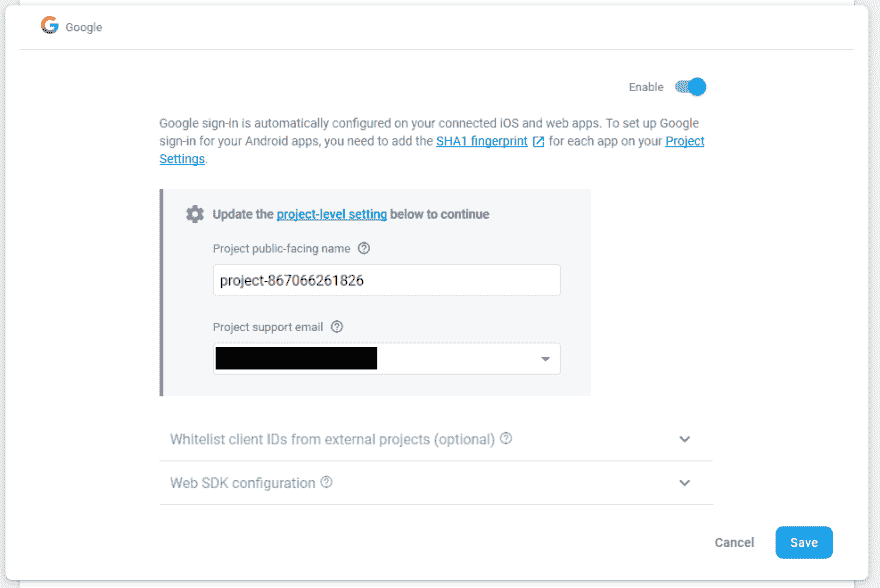 Google
Enable
Google sign-in is automatically configured on your connected iOS and web apps. To set up Google
sign-in for your Android apps, you need to add the SHA1 fingerprint for each app on your Project
Settings.
Update the project-level setting below to continue
Project public-facing name
project-867066261826
Project support email
Whitelist client IDs from external projects (optional)
Web SDK configuration
Cancel
Save